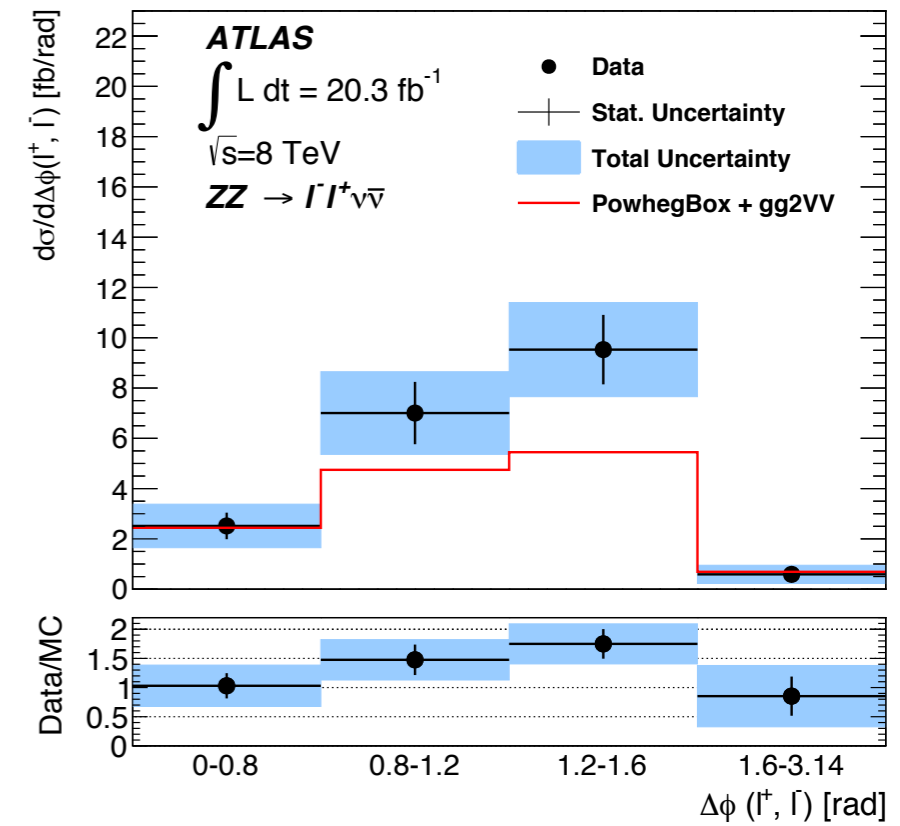 dσ/dΔφ(l⁺, l⁻) [fb/rad]
22
20
18
16
14
12
10
8
6
4
2
0
ATLAS
∫ L dt = 20.3 fb⁻¹
√s=8 TeV
ZZ → l⁻l⁺νν̅
Data
Stat. Uncertainty
Total Uncertainty
PowhegBox + gg2VV
Data/MC
2
1.5
1
0.5
0
0-0.8 0.8-1.2 1.2-1.6 1.6-3.14
Δφ (l⁺, l⁻) [rad]